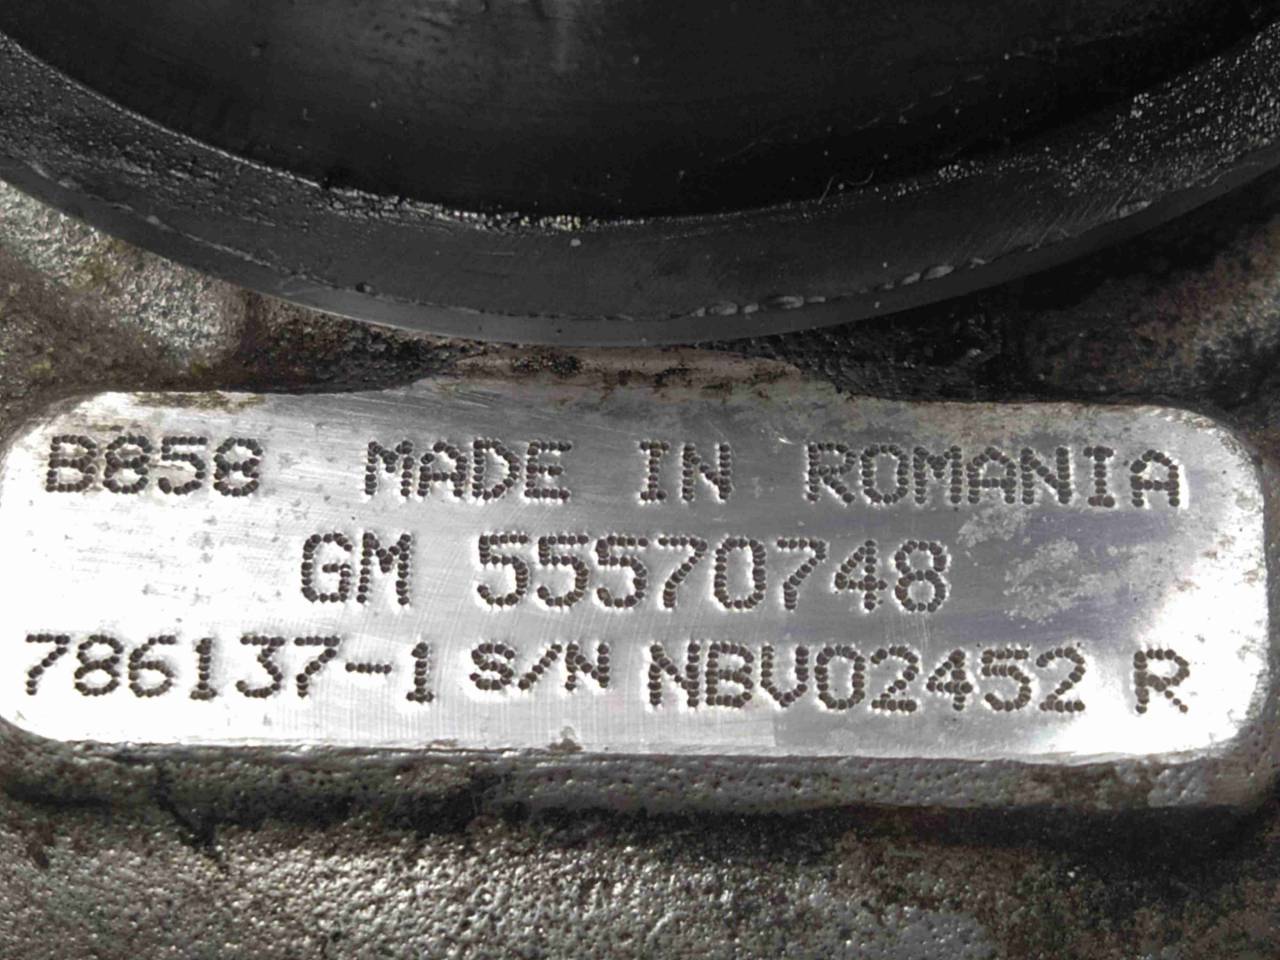 B858 MADE IN ROMANIA
GM 55570748
786137-1 S/N NBV02452 R